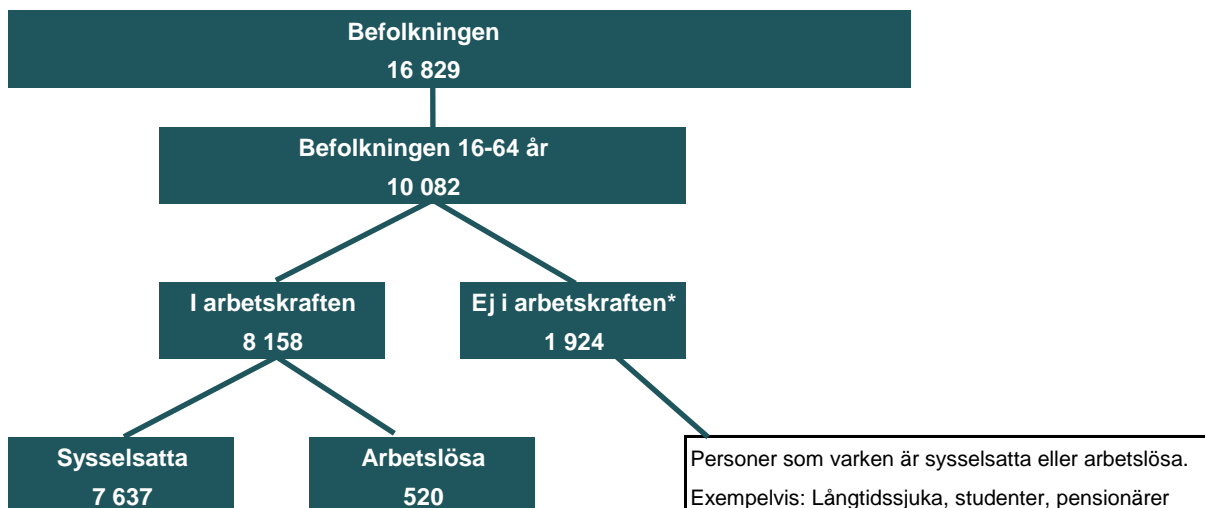 Befolkningen
16 829
Befolkningen 16-64 år
10 082
I arbetskraften
8 158
Ej i arbetskraften*
1 924
Sysselsatta
7 637
Arbetslösa
520
Personer som varken är sysselsatta eller arbetslösa.
Exempelvis: Långtidssjuka, studenter, pensionärer